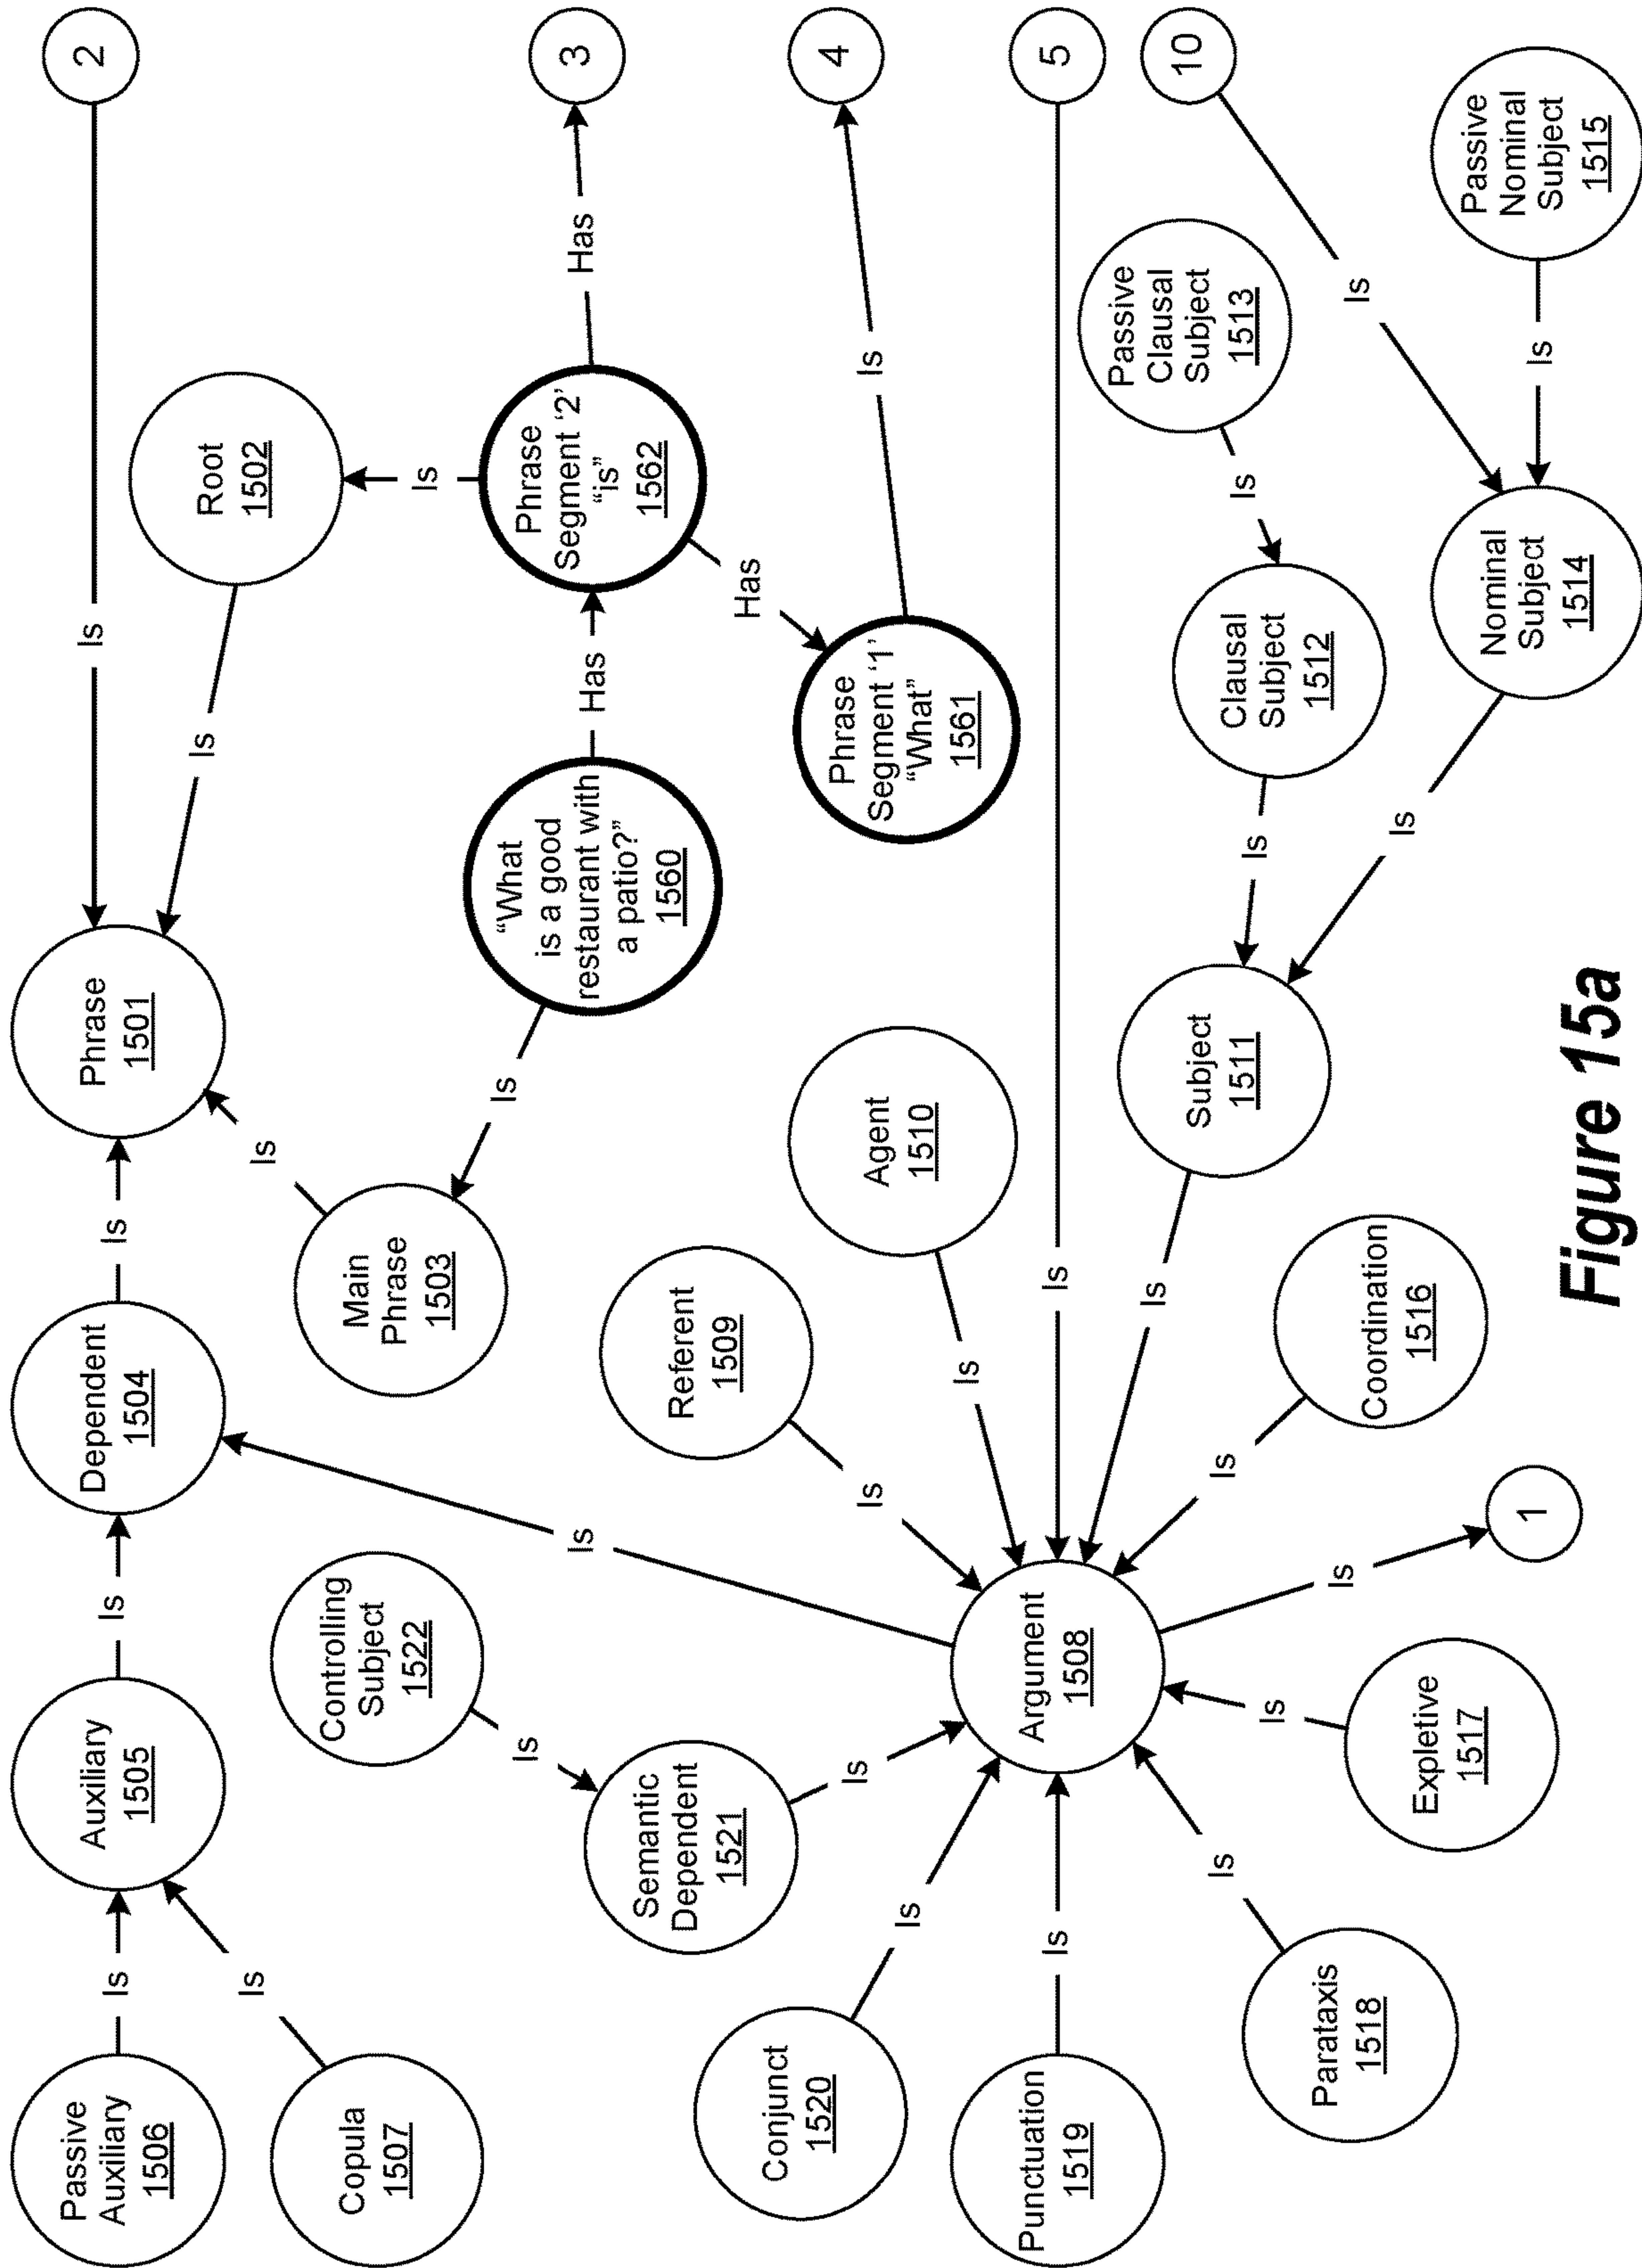 Passive
Auxiliary
1506
Is
Auxiliary
1505
Is
Dependent
1504
Is
Phrase
1501
Is
2
Copula
1507
Is
Controlling
Subject
1522
Is
Main
Phrase
1503
Is
Is
Root
1502
Is
Semantic
Dependent
1521
Is
Is
Referent
1509
Is
Is
“What
is a good
restaurant with
a patio?”
1560
Has
Phrase
Segment ‘2’
“is”
1562
Has
3
Has
Conjunct
1520
Is
Agent
1510
Is
Phrase
Segment ‘1’
“What”
1561
Is
4
Punctuation
1519
Is
Argument
1508
Is
5
Parataxis
1518
Is
Expletive
1517
Is
Is
1
Coordination
1516
Is
Is
Subject
1511
Is
Clausal
Subject
1512
Is
Passive
Clausal
Subject
1513
Is
Nominal
Subject
1514
Is
10
Is
Passive
Nominal
Subject
1515
Figure 15a